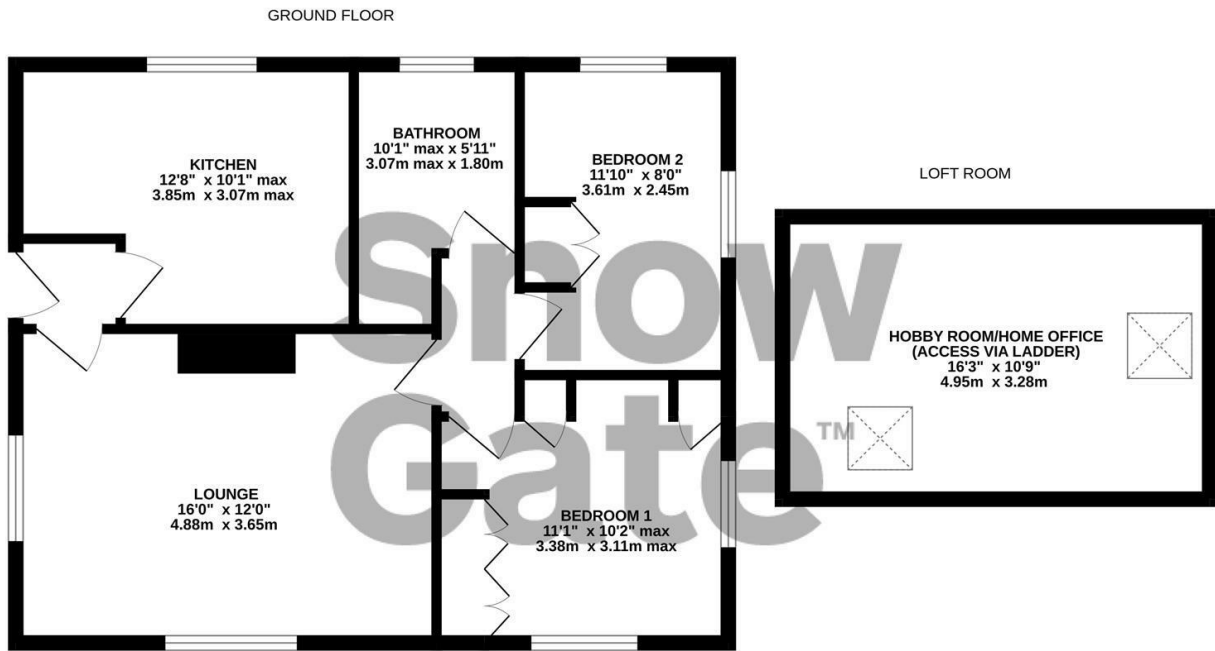 GROUND FLOOR
KITCHEN
12'8" x 10'1" max
3.85m x 3.07m max
BATHROOM
10'1" max x 5'11"
3.07m max x 1.80m
BEDROOM 2
11'10" x 8'0"
3.61m x 2.45m
LOUNGE
16'0" x 12'0"
4.88m x 3.65m
BEDROOM 1
11'1" x 10'2" max
3.38m x 3.11m max
LOFT ROOM
HOBBY ROOM/HOME OFFICE
(ACCESS VIA LADDER)
16'3" x 10'9"
4.95m x 3.28m
Snow
Gate™